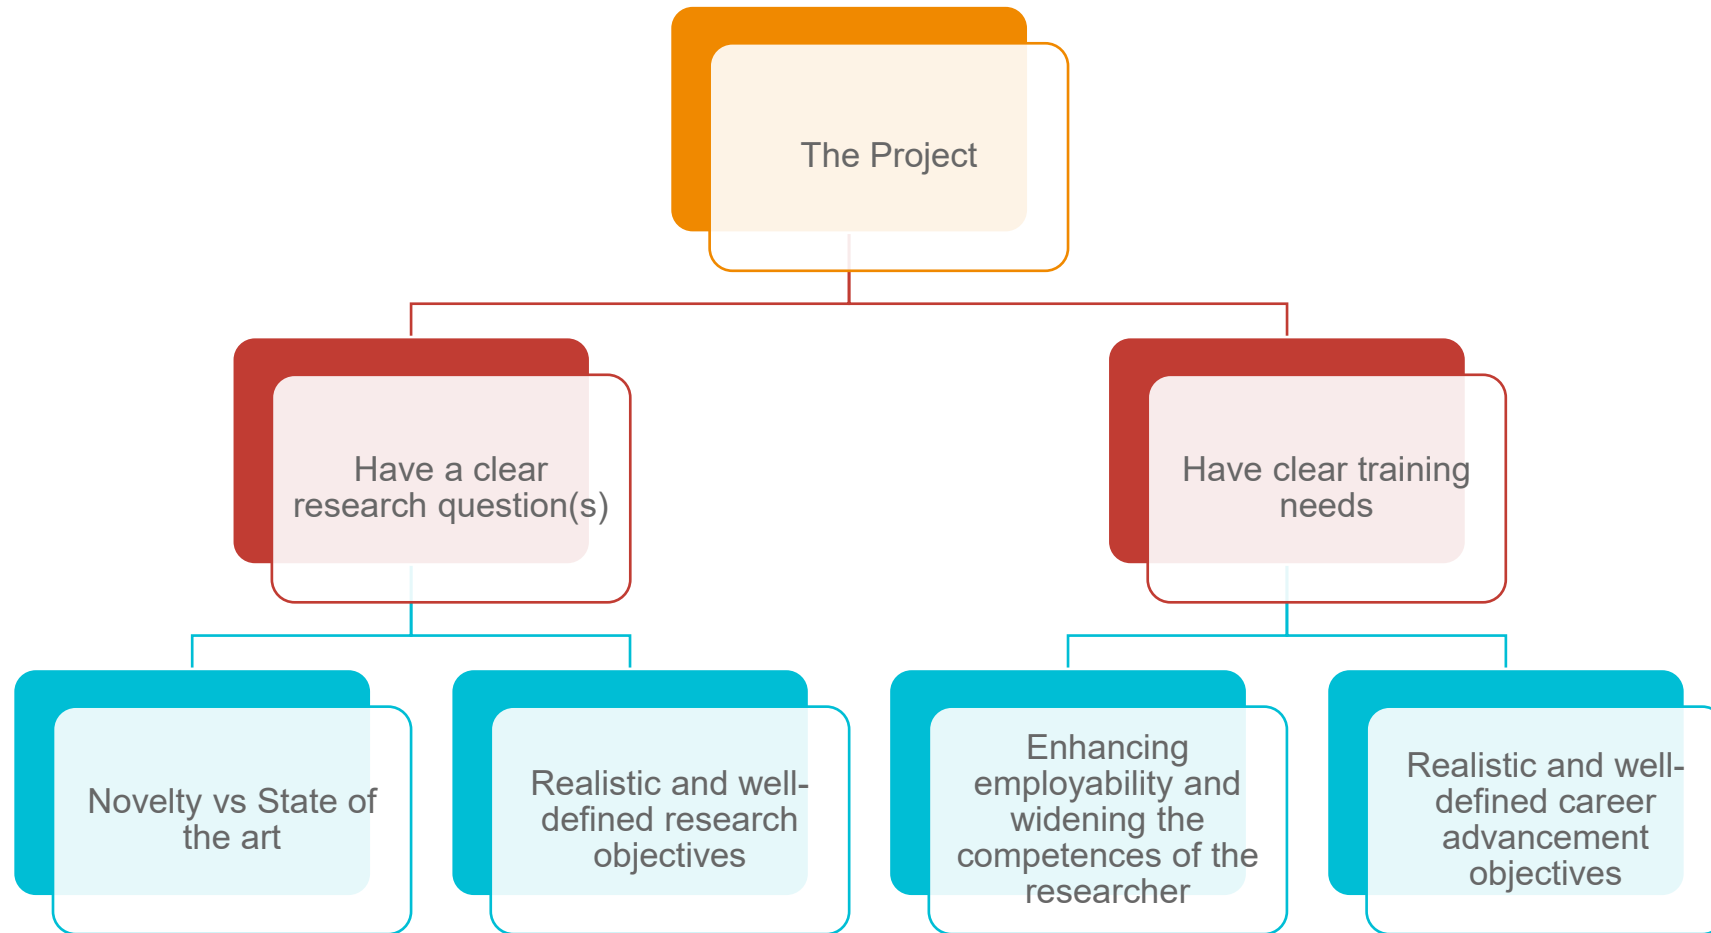 The Project
Have a clear
research question(s)
Have clear training
needs
Novelty vs State of
the art
Realistic and well-
defined research
objectives
Enhancing
employability and
widening the
competences of the
researcher
Realistic and well-
defined career
advancement
objectives